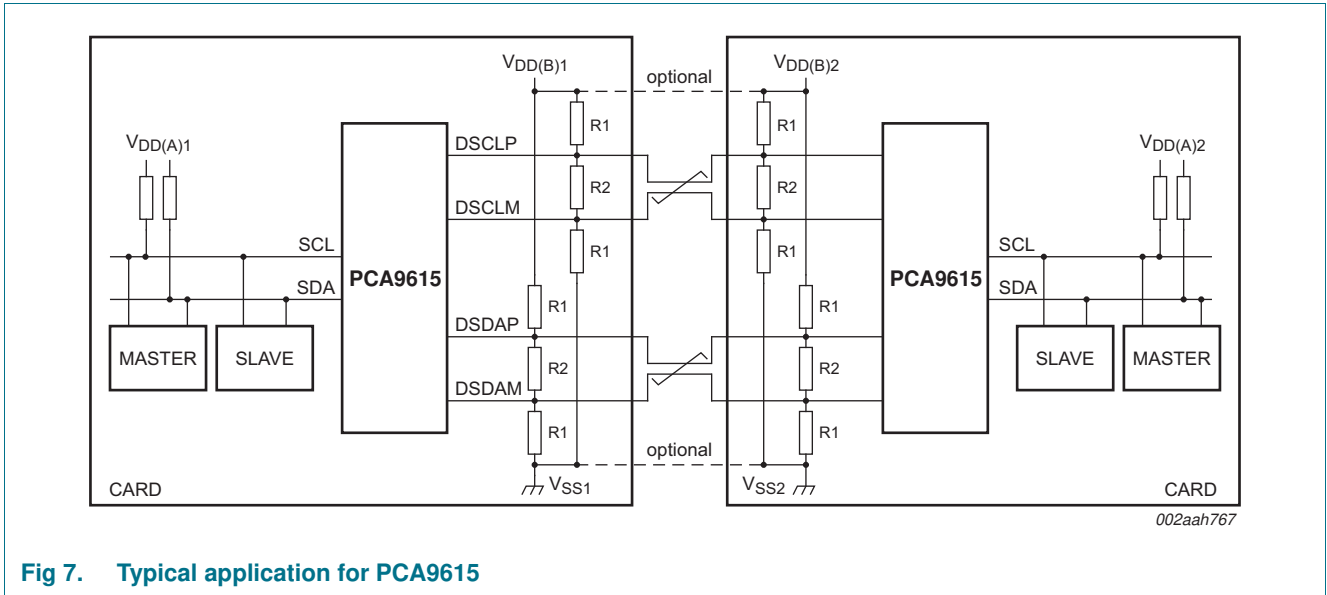 VDD(B)1
optional
VDD(B)2
R1
R1
VDD(A)1
DSCLP
VDD(A)2
R2
R2
DSCLM
SCL
R1
R1
SCL
PCA9615
PCA9615
SDA
SDA
R1
R1
DSDAP
MASTER
SLAVE
R2
R2
SLAVE
MASTER
DSDAM
R1
R1
optional
CARD
VSS1
VSS2
CARD
002aah767
Fig 7. Typical application for PCA9615